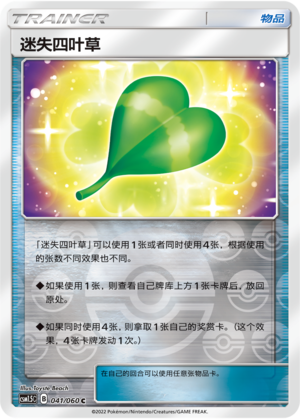 TRAINER
物品
迷失四叶草
「迷失四叶草」可以使用1张或者同时使用4张，根据使用
的张数不同效果也不同。
◆如果使用1张，则查看自己牌库上方1张卡牌后，放回
原处。
◆如果同时使用4张，则拿取1张自己的奖赏卡。（这个
效果4张卡牌发动1次）
在自己的回合可以使用任意张物品卡。
Illus.Toyste Beach
CSM1.5C B 041/060 C
©2022 Pokémon/Nintendo/Creatures/GAME FREAK.